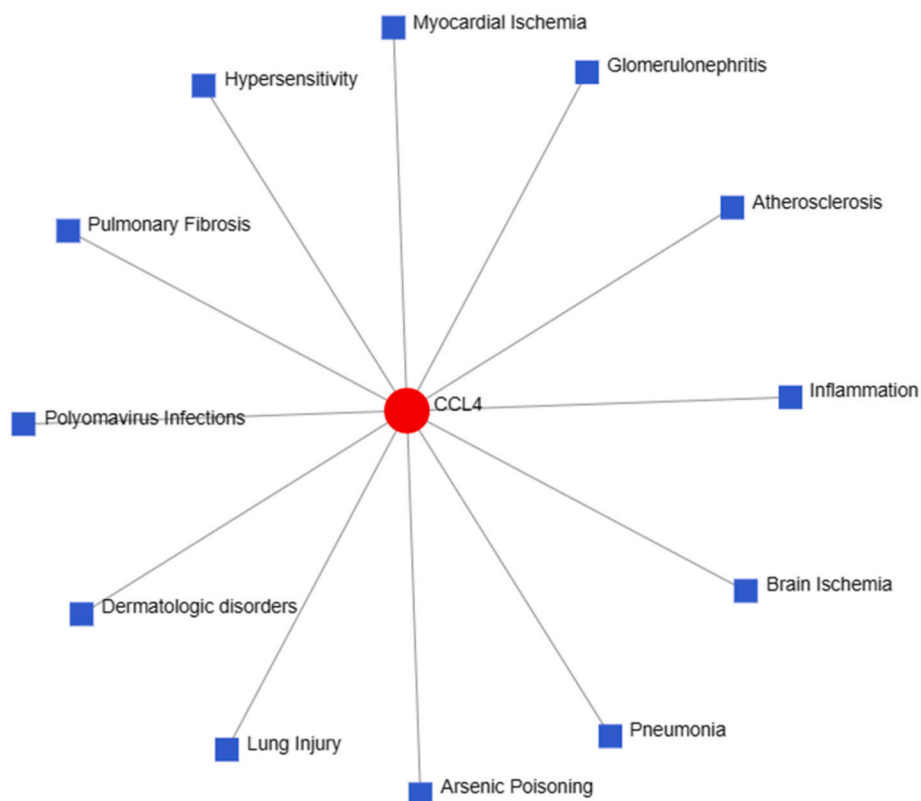 Myocardial Ischemia
Glomerulonephritis
Hypersensitivity
Atherosclerosis
Pulmonary Fibrosis
Inflammation
CCL4
Polyomavirus Infections
Brain Ischemia
Dermatologic disorders
Pneumonia
Lung Injury
Arsenic Poisoning